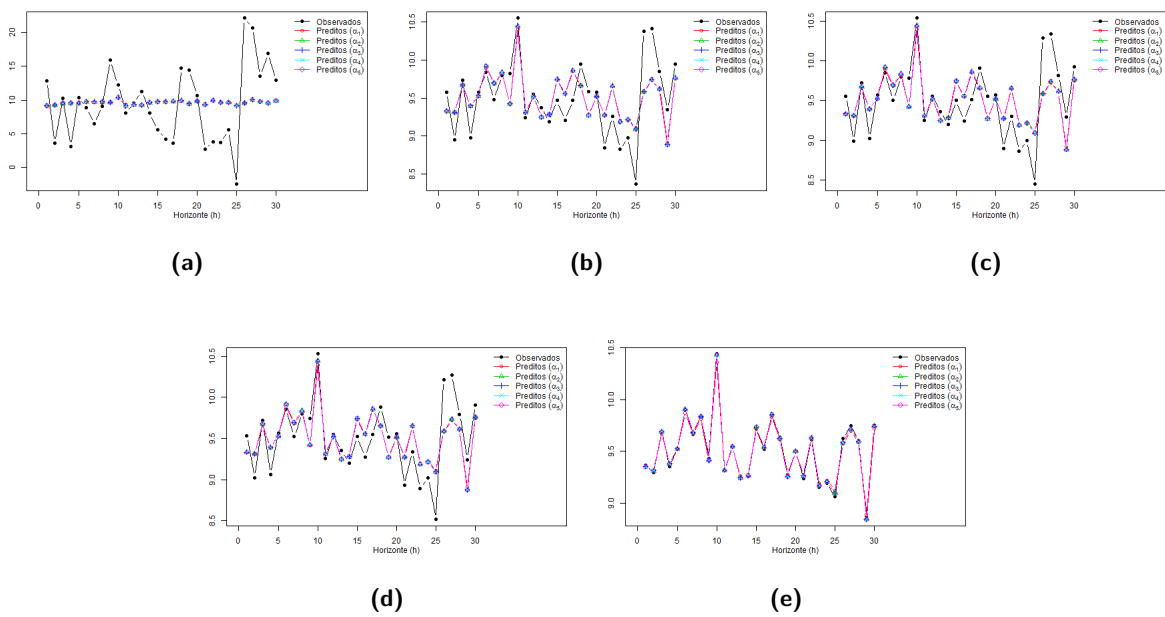 20
15
10
5
0
Observados
Preditos (α₁)
Preditos (α₂)
Preditos (α₃)
Preditos (α₄)
Preditos (α₅)
0 5 10 15 20 25 30
Horizonte (h)
(a)
10.5
10.0
9.5
9.0
8.5
Observados
Preditos (α₁)
Preditos (α₂)
Preditos (α₃)
Preditos (α₄)
Preditos (α₅)
0 5 10 15 20 25 30
Horizonte (h)
(b)
10.5
10.0
9.5
9.0
8.5
Observados
Preditos (α₁)
Preditos (α₂)
Preditos (α₃)
Preditos (α₄)
Preditos (α₅)
0 5 10 15 20 25 30
Horizonte (h)
(c)
10.5
10.0
9.5
9.0
8.5
Observados
Preditos (α₁)
Preditos (α₂)
Preditos (α₃)
Preditos (α₄)
Preditos (α₅)
0 5 10 15 20 25 30
Horizonte (h)
(d)
10.5
10.0
9.5
9.0
Observados
Preditos (α₁)
Preditos (α₂)
Preditos (α₃)
Preditos (α₄)
Preditos (α₅)
0 5 10 15 20 25 30
Horizonte (h)
(e)